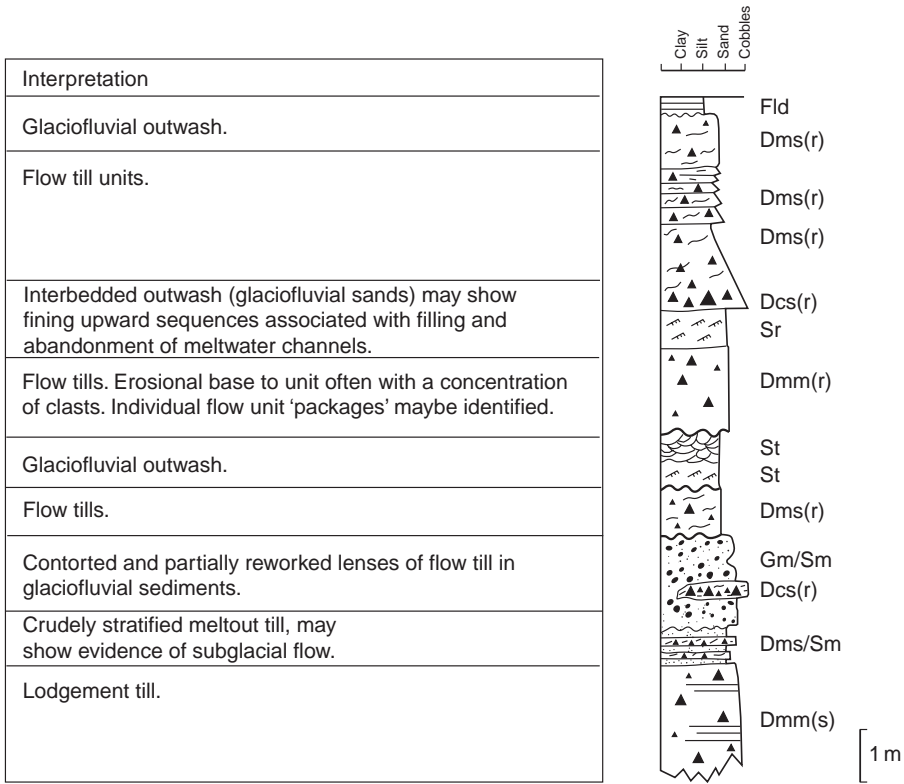 Interpretation
Glaciofluvial outwash.
Flow till units.
Interbedded outwash (glaciofluvial sands) may show
fining upward sequences associated with filling and
abandonment of meltwater channels.
Flow tills. Erosional base to unit often with a concentration
of clasts. Individual flow unit ‘packages’ maybe identified.
Glaciofluvial outwash.
Flow tills.
Contorted and partially reworked lenses of flow till in
glaciofluvial sediments.
Crudely stratified meltout till, may
show evidence of subglacial flow.
Lodgement till.
Clay
Silt
Sand
Cobbles
Fld
Dms(r)
Dms(r)
Dms(r)
Dcs(r)
Sr
Dmm(r)
St
St
Dms(r)
Gm/Sm
Dcs(r)
Dms/Sm
Dmm(s)
1 m